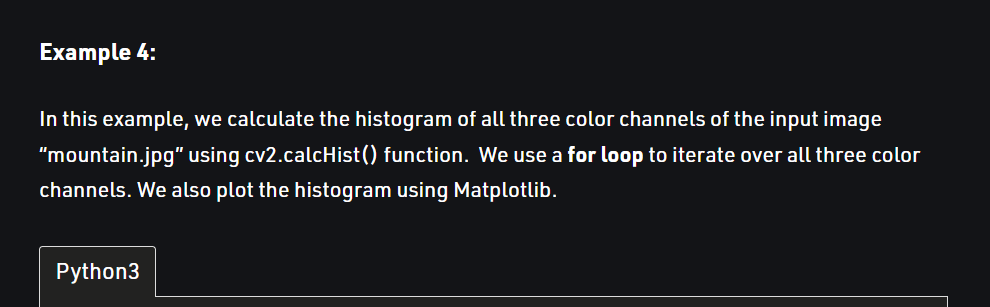 Example 4:
In this example, we calculate the histogram of all three color channels of the input image
“mountain.jpg” using cv2.calcHist() function.  We use a for loop to iterate over all three color
channels. We also plot the histogram using Matplotlib.
Python3